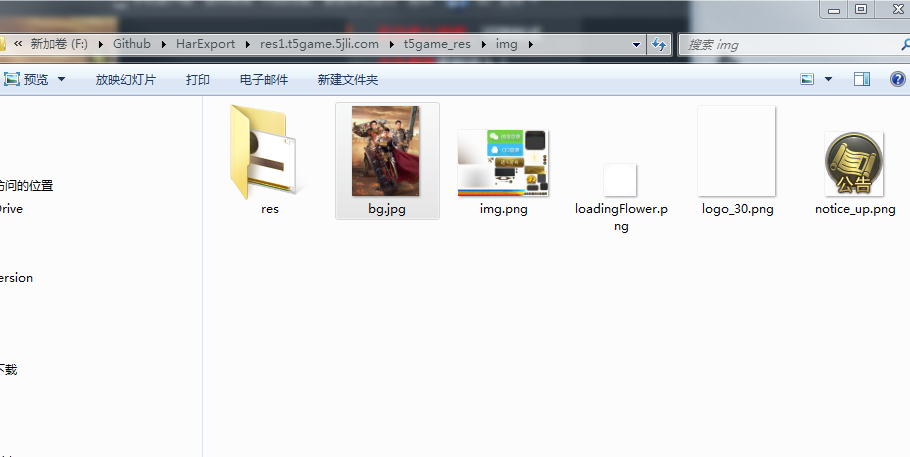 « 新加卷 (F:) Github HarExport res1.t5game.5jli.com t5game_res img
搜索 img
预览 放映幻灯片 打印 电子邮件 新建文件夹
访问的位置
Drive
ersion
下载
res
bg.jpg
img.png
loadingFlower.p
ng
logo_30.png
notice_up.png
公告